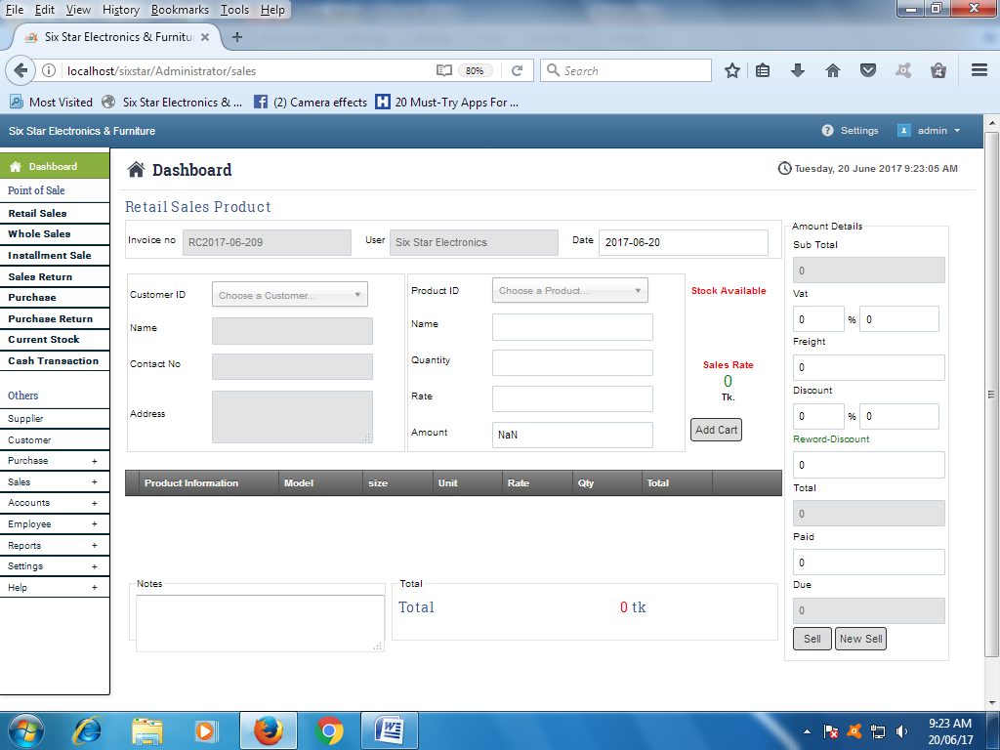 File Edit View History Bookmarks Tools Help
Six Star Electronics & Furnitu
localhost/sixstar/Administrator/sales 80% Search
Most Visited Six Star Electronics & ... (2) Camera effects 20 Must-Try Apps For ...
Six Star Electronics & Furniture Settings admin
Dashboard
Point of Sale
Retail Sales
Whole Sales
Installment Sale
Sales Return
Purchase
Purchase Return
Current Stock
Cash Transaction
Others
Supplier
Customer
Purchase +
Sales +
Accounts +
Employee +
Reports +
Settings +
Help +
Dashboard
Tuesday, 20 June 2017 9:23:05 AM
Retail Sales Product
Invoice no RC2017-06-209 User Six Star Electronics Date 2017-06-20
Customer ID Choose a Customer...
Name
Contact No
Address
Product ID Choose a Product...
Name
Quantity
Rate
Amount NaN
Stock Available
Sales Rate
0
Tk.
Add Cart
Product Information Model size Unit Rate Qty Total
Notes
Total
Total 0 tk
Amount Details
Sub Total
0
Vat
0 % 0
Freight
0
Discount
0 % 0
Reword-Discount
0
Total
0
Paid
0
Due
0
Sell New Sell
9:23 AM
20/06/17